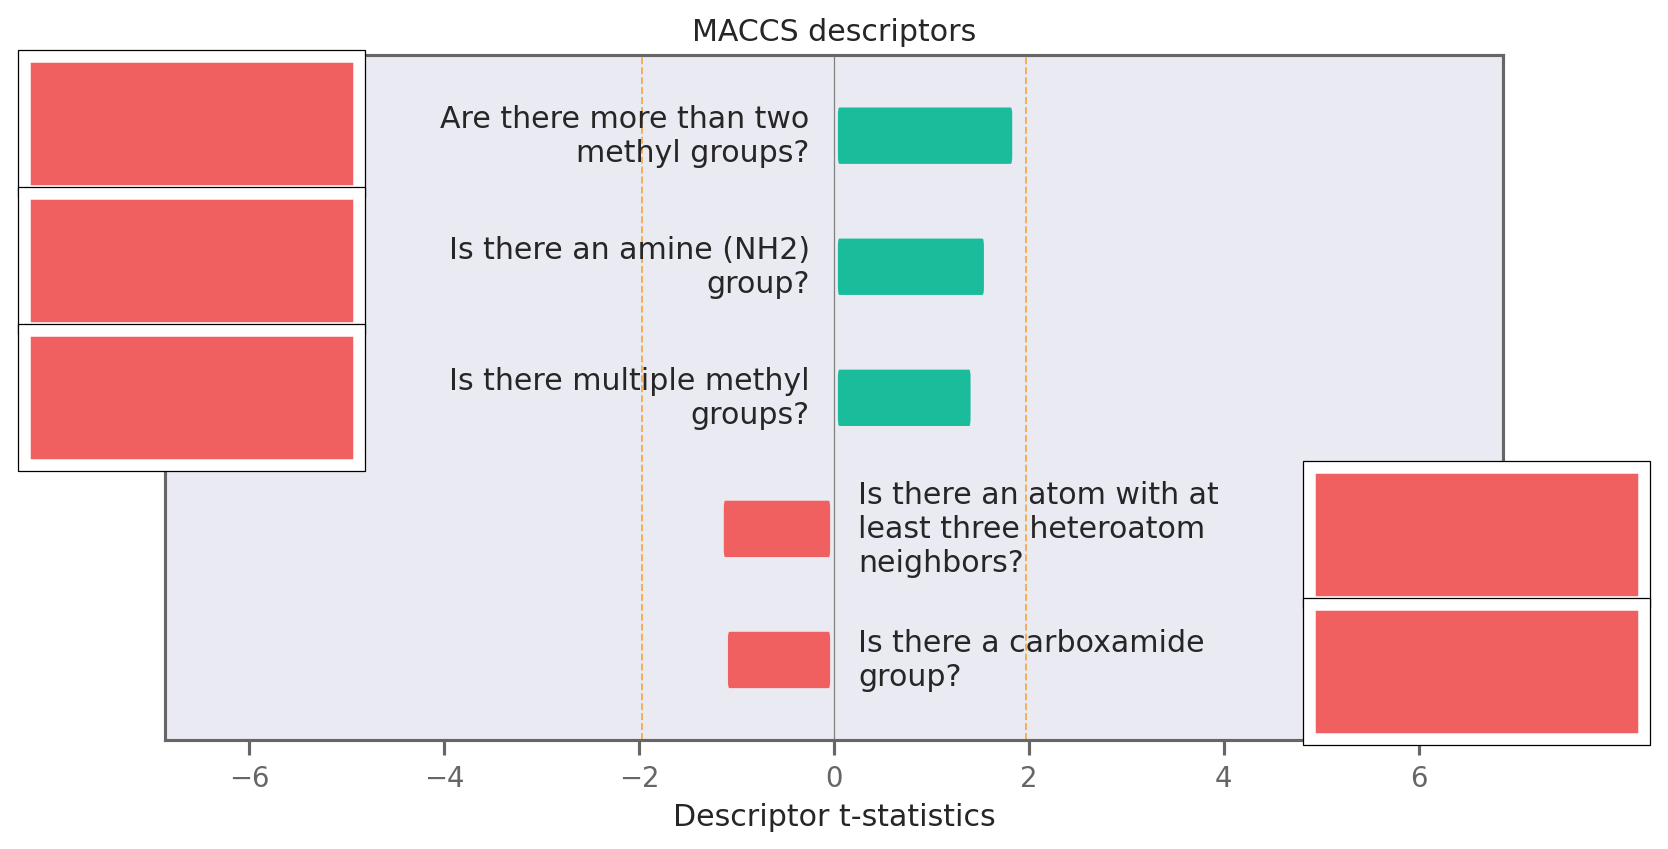 MACCS descriptors
Are there more than two
methyl groups?
Is there an amine (NH2)
group?
Is there multiple methyl
groups?
Is there an atom with at
least three heteroatom
neighbors?
Is there a carboxamide
group?
−6 −4 −2 0 2 4 6
Descriptor t-statistics